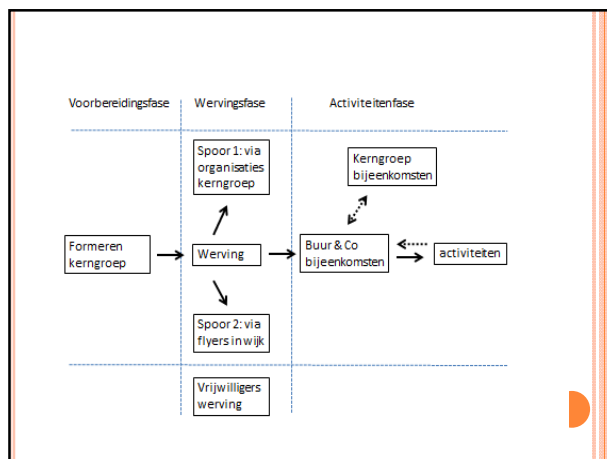 Voorbereidingsfase
Wervingsfase
Activiteitenfase
Spoor 1: via
organisaties
kerngroep
Kerngroep
bijeenkomsten
Formeren
kerngroep
Werving
Buur & Co
bijeenkomsten
activiteiten
Spoor 2: via
flyers in wijk
Vrijwilligers
werving